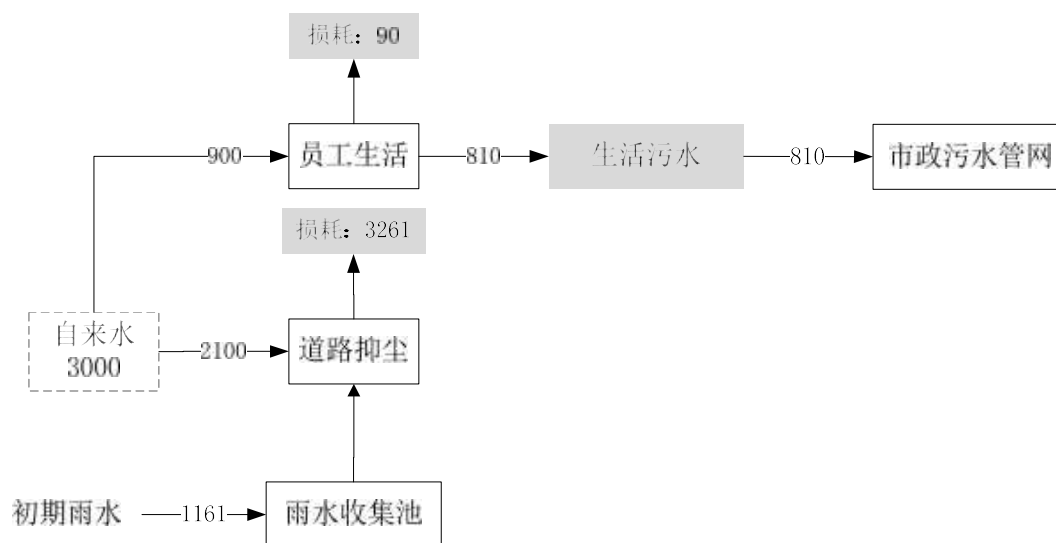 损耗：90
900
员工生活
810
生活污水
810
市政污水管网
损耗：3261
自来水
3000
2100
道路抑尘
初期雨水
1161
雨水收集池